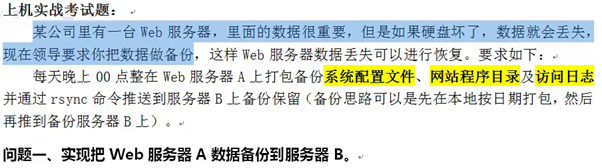 上机实战考试题：
某公司里有一台 Web 服务器，里面的数据很重要，但是如果硬盘坏了，数据就会丢失，
现在领导要求你把数据做备份，这样 Web 服务器数据丢失可以进行恢复。要求如下：
每天晚上 00 点整在 Web 服务器 A 上打包备份系统配置文件、网站程序目录及访问日志
并通过 rsync 命令推送到服务器 B 上备份保留（备份思路可以是先在本地按日期打包，然后
再推到备份服务器 B 上）。
问题一、实现把 Web 服务器 A 数据备份到服务器 B。